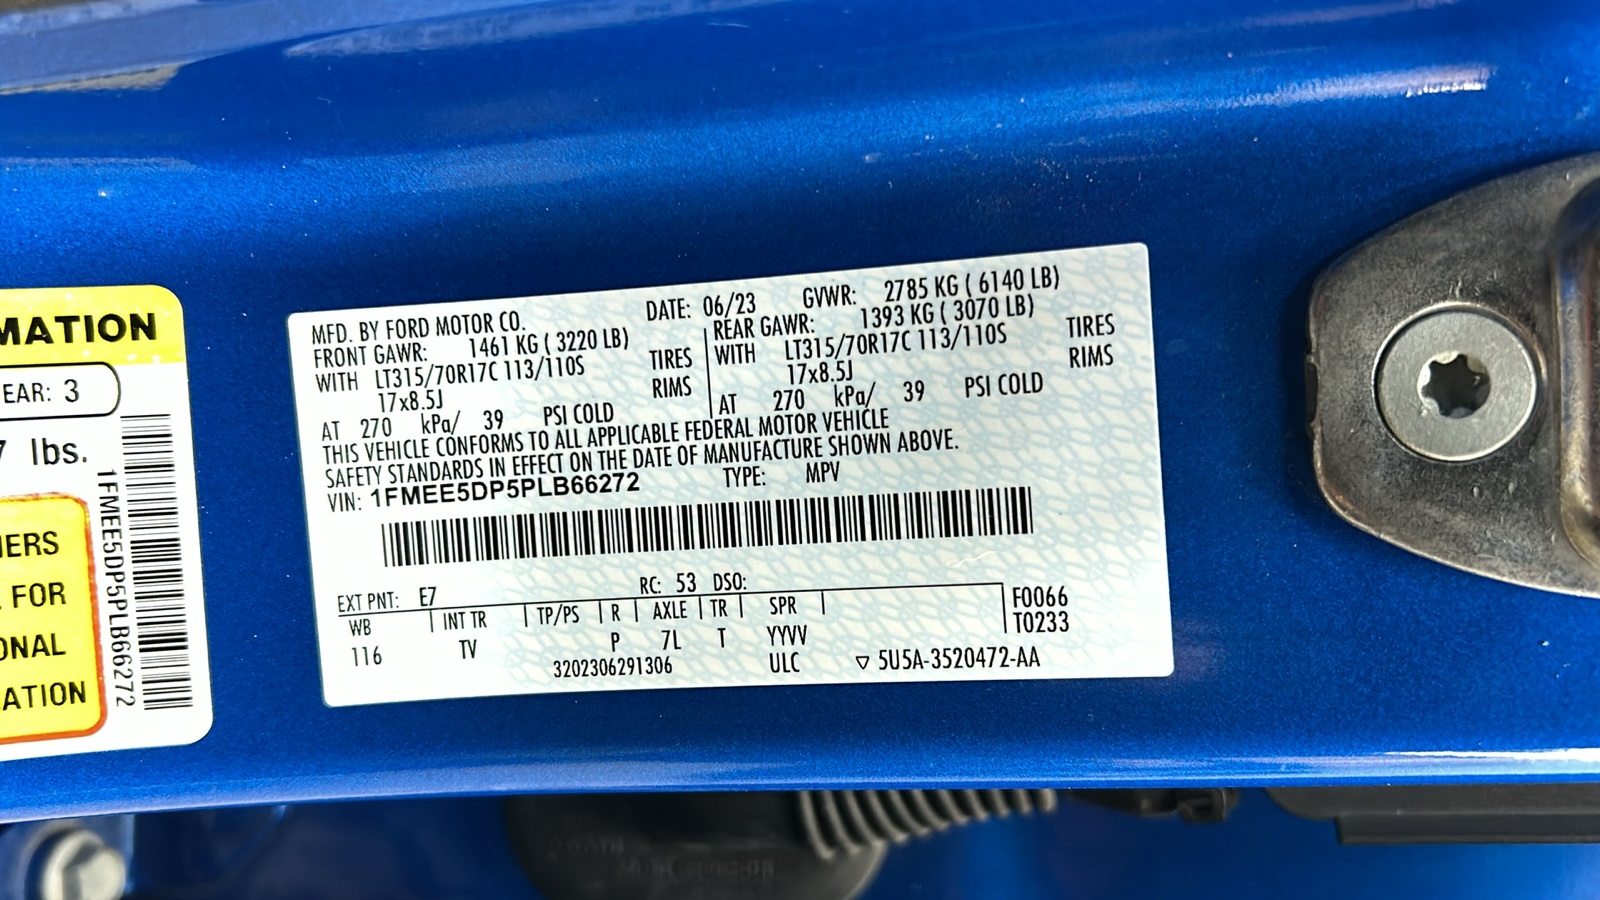 MATION
EAR: 3
7 lbs.
IERS
FOR
ONAL
ATION
1FMEE5DP5PLB66272
MFD. BY FORD MOTOR CO. DATE: 06/23 GVWR: 2785 KG ( 6140 LB)
FRONT GAWR: 1461 KG ( 3220 LB) REAR GAWR: 1393 KG ( 3070 LB)
WITH LT315/70R17C 113/110S TIRES WITH LT315/70R17C 113/110S TIRES
17x8.5J RIMS 17x8.5J RIMS
AT 270 kPa/ 39 PSI COLD AT 270 kPa/ 39 PSI COLD
THIS VEHICLE CONFORMS TO ALL APPLICABLE FEDERAL MOTOR VEHICLE
SAFETY STANDARDS IN EFFECT ON THE DATE OF MANUFACTURE SHOWN ABOVE.
VIN: 1FMEE5DP5PLB66272 TYPE: MPV
EXT PNT: E7 RC: 53 DSO:
WB INT TR TP/PS R AXLE TR SPR F0066
116 TV P 7L T YYVV T0233
3202306291306 ULC ▽ 5U5A-3520472-AA